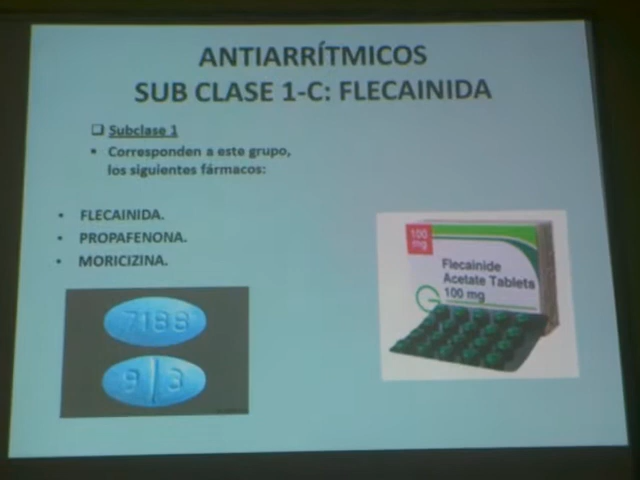 ANTIARRÍTMICOS
SUB CLASE 1-C: FLECAINIDA
Subclase 1
Corresponden a este grupo,
los siguientes fármacos:
FLECAINIDA.
PROPAFENONA.
MORICIZINA.
7188
9 3
100
mg
Flecainide
Acetate Tablets
100 mg